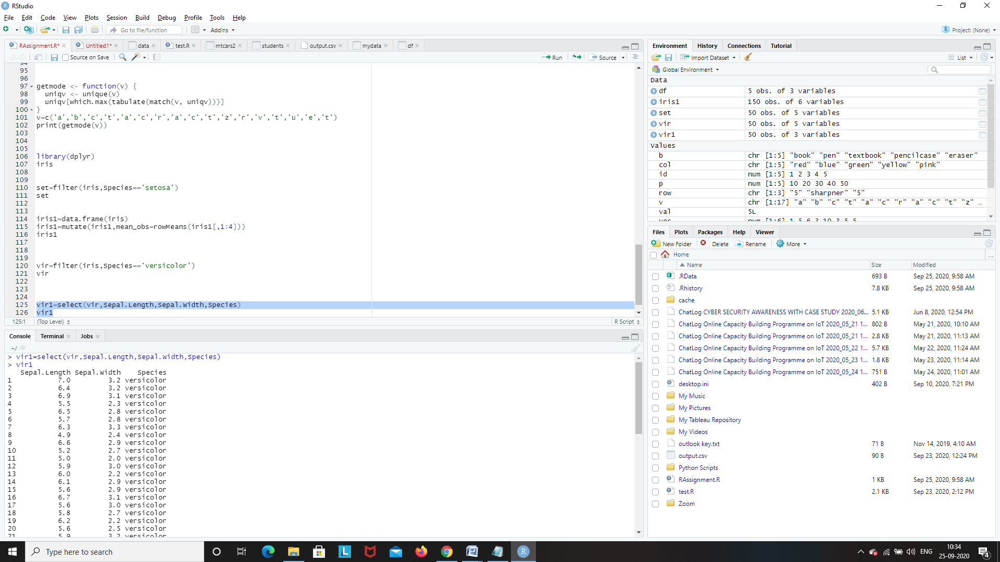 RStudio
File Edit Code View Plots Session Build Debug Profile Tools Help
Go to file/function Addins Project: (None)
RAssignment.R* Untitled1* data test.R mtcars2 students output.csv mydata df
Source on Save Run Source
94
95
96
97 getmode <- function(v) {
98 uniqv <- unique(v)
99 uniqv[which.max(tabulate(match(v, uniqv)))]
100 }
101 v=c('a','b','c','t','a','c','r','a','c','t','z','r','v','t','u','e','t')
102 print(getmode(v))
103
104
105
106 library(dplyr)
107 iris
108
109
110 set=filter(iris,Species=='setosa')
111 set
112
113
114 iris1=data.frame(iris)
115 iris1=mutate(iris1,mean_obs=rowMeans(iris1[,1:4]))
116 iris1
117
118
119
120 vir=filter(iris,Species=='versicolor')
121 vir
122
123
124
125 vir1=select(vir,Sepal.Length,Sepal.Width,Species)
126 vir1
125:1 (Top Level) R Script
Console Terminal Jobs
~/
> vir1=select(vir,Sepal.Length,Sepal.Width,Species)
> vir1
Sepal.Length Sepal.Width Species
1 7.0 3.2 versicolor
2 6.4 3.2 versicolor
3 6.9 3.1 versicolor
4 5.5 2.3 versicolor
5 6.5 2.8 versicolor
6 5.7 2.8 versicolor
7 6.3 3.3 versicolor
8 4.9 2.4 versicolor
9 6.6 2.9 versicolor
10 5.2 2.7 versicolor
11 5.0 2.0 versicolor
12 5.9 3.0 versicolor
13 6.0 2.2 versicolor
14 6.1 2.9 versicolor
15 5.6 2.9 versicolor
16 6.7 3.1 versicolor
17 5.6 3.0 versicolor
18 5.8 2.7 versicolor
19 6.2 2.2 versicolor
20 5.6 2.5 versicolor
21 5.9 3.2 versicolor
Environment History Connections Tutorial
Import Dataset List
Global Environment
Data
df 5 obs. of 3 variables
iris1 150 obs. of 6 variables
set 50 obs. of 5 variables
vir 50 obs. of 5 variables
vir1 50 obs. of 3 variables
Values
b chr [1:5] "book" "pen" "textbook" "pencilcase" "eraser"
col chr [1:5] "red" "blue" "green" "yellow" "pink"
id num [1:5] 1 2 3 4 5
p num [1:5] 10 20 30 40 50
row chr [1:3] "5" "sharpner" "5"
v chr [1:17] "a" "b" "c" "t" "a" "c" "r" "a" "c" "t" "z" …
val 5L
vec num [1:6] 1 5 6 3 10 3 5 5
Files Plots Packages Help Viewer
New Folder Delete Rename More
Home ...
Name Size Modified
.RData 693 B Sep 25, 2020, 9:58 AM
.Rhistory 7.8 KB Sep 25, 2020, 9:58 AM
cache
ChatLog CYBER SECURITY AWARENESS WITH CASE STUDY 2020_06... 5.1 KB Jun 8, 2020, 12:54 PM
ChatLog Online Capacity Building Programme on IoT 2020_05_21 1... 802 B May 21, 2020, 10:10 AM
ChatLog Online Capacity Building Programme on IoT 2020_05_21 1... 2.8 KB May 21, 2020, 11:13 AM
ChatLog Online Capacity Building Programme on IoT 2020_05_22 1... 5.7 KB May 22, 2020, 11:24 AM
ChatLog Online Capacity Building Programme on IoT 2020_05_23 1... 1.8 KB May 23, 2020, 11:14 AM
ChatLog Online Capacity Building Programme on IoT 2020_05_24 1... 751 B May 24, 2020, 11:01 AM
desktop.ini 402 B Sep 10, 2020, 7:21 PM
My Music
My Pictures
My Tableau Repository
My Videos
outlook key.txt 71 B Nov 14, 2019, 4:10 AM
output.csv 90 B Sep 23, 2020, 12:24 PM
Python Scripts
RAssignment.R 1 KB Sep 25, 2020, 9:58 AM
test.R 2.1 KB Sep 23, 2020, 2:12 PM
Zoom
Type here to search
ENG 10:34
25-09-2020 4